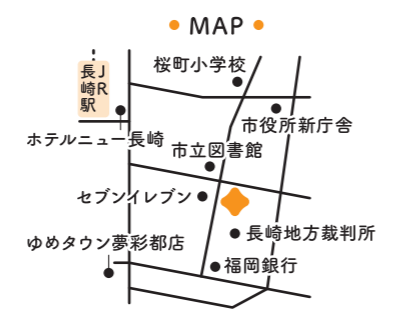 MAP
桜町小学校
JR
長崎駅
市役所新庁舎
ホテルニュー長崎
市立図書館
セブンイレブン
長崎地方裁判所
ゆめタウン夢彩都店
福岡銀行